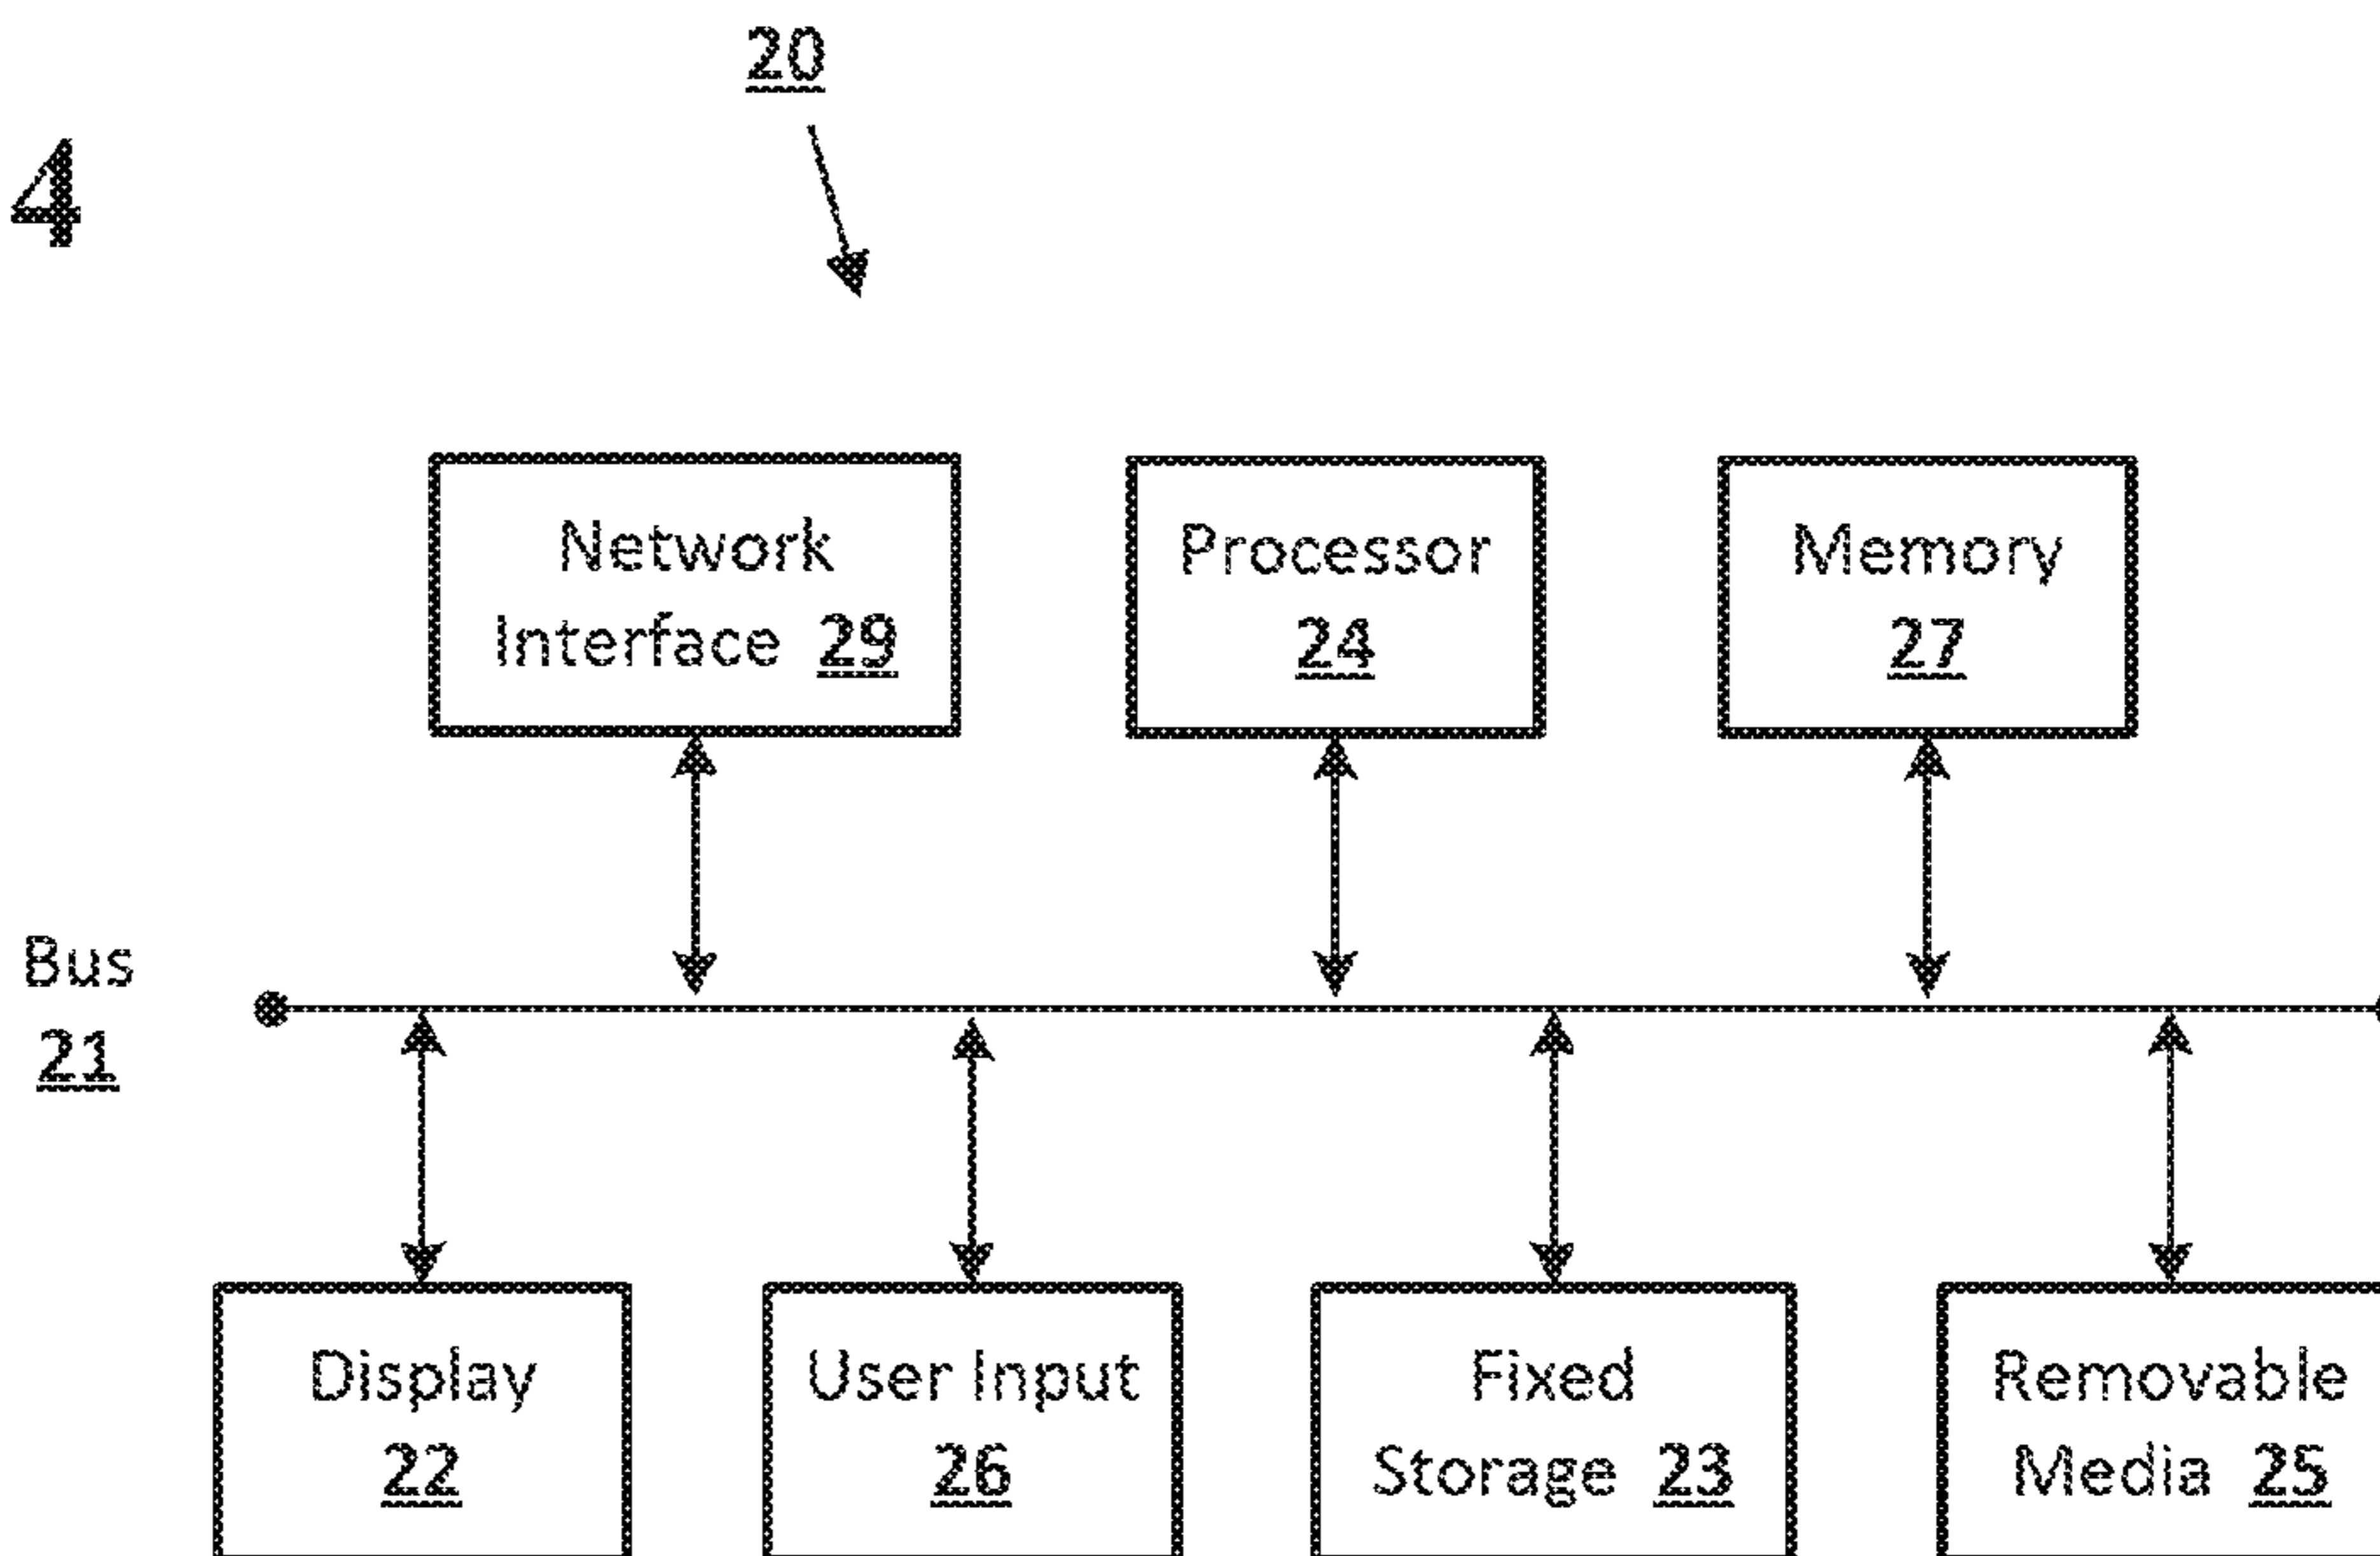 20
4
Network
Interface 29
Processor
24
Memory
27
Bus
21
Display
22
User Input
26
Fixed
Storage 23
Removable
Media 25